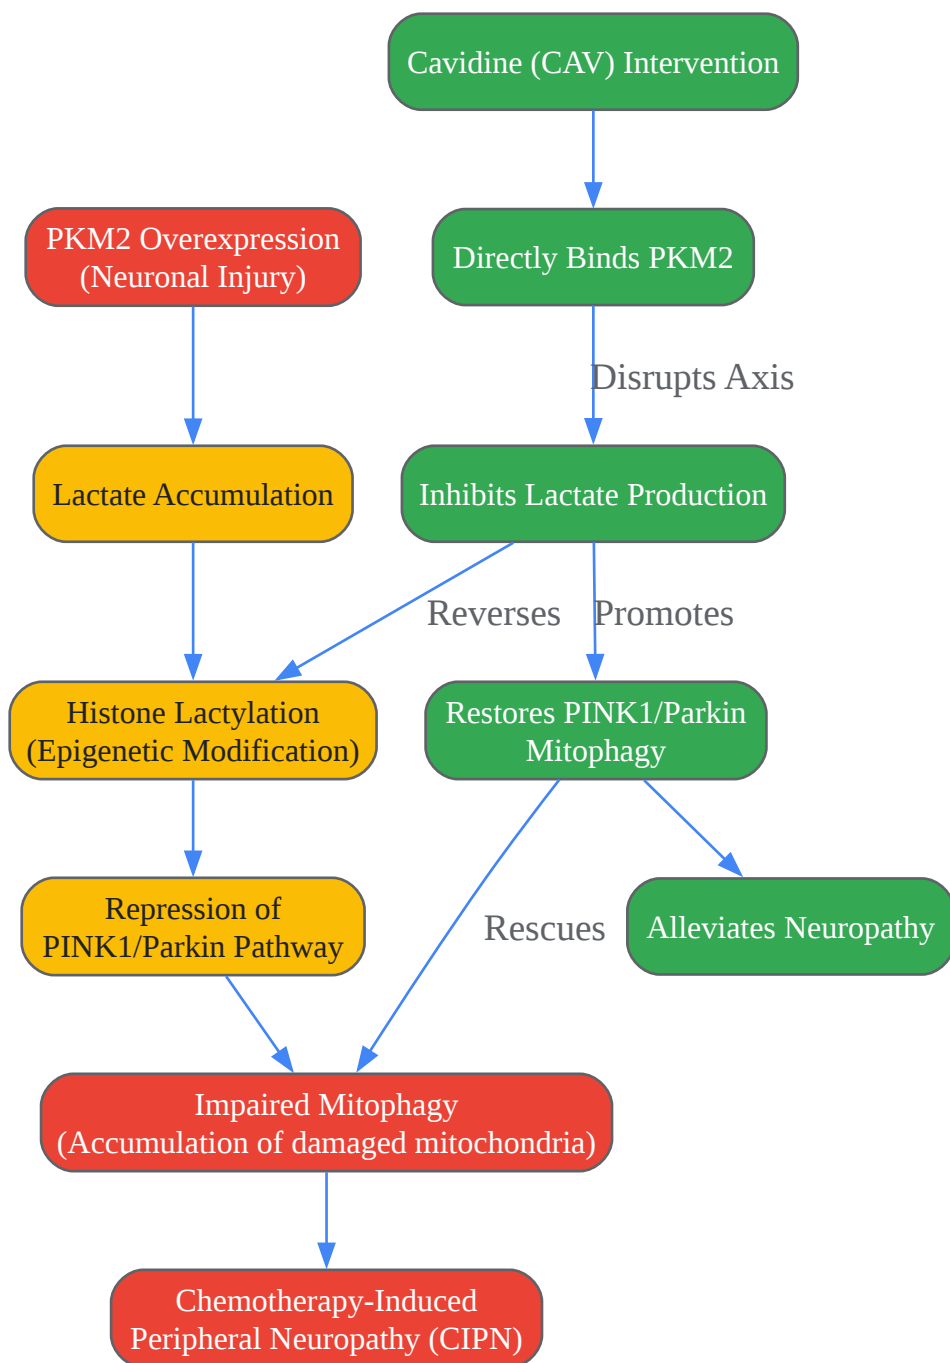 Cavidine (CAV) Intervention
PKM2 Overexpression
(Neuronal Injury)
Directly Binds PKM2
Disrupts Axis
Lactate Accumulation
Inhibits Lactate Production
Reverses
Promotes
Histone Lactylation
(Epigenetic Modification)
Restores PINK1/Parkin
Mitophagy
Repression of
PINK1/Parkin Pathway
Rescues
Alleviates Neuropathy
Impaired Mitophagy
(Accumulation of damaged mitochondria)
Chemotherapy-Induced
Peripheral Neuropathy (CIPN)